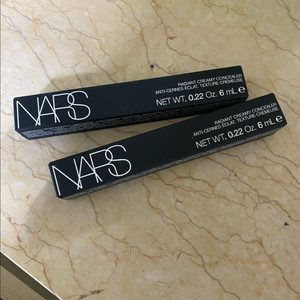 NARS
RADIANT CREAMY CONCEALER
ANTI-CERNES ÉCLAT, TEXTURE CRÉMEUSE
NET WT. 0.22 Oz. 6 mL e
NARS
RADIANT CREAMY CONCEALER
ANTI-CERNES ÉCLAT, TEXTURE CRÉMEUSE
NET WT. 0.22 Oz. 6 mL e